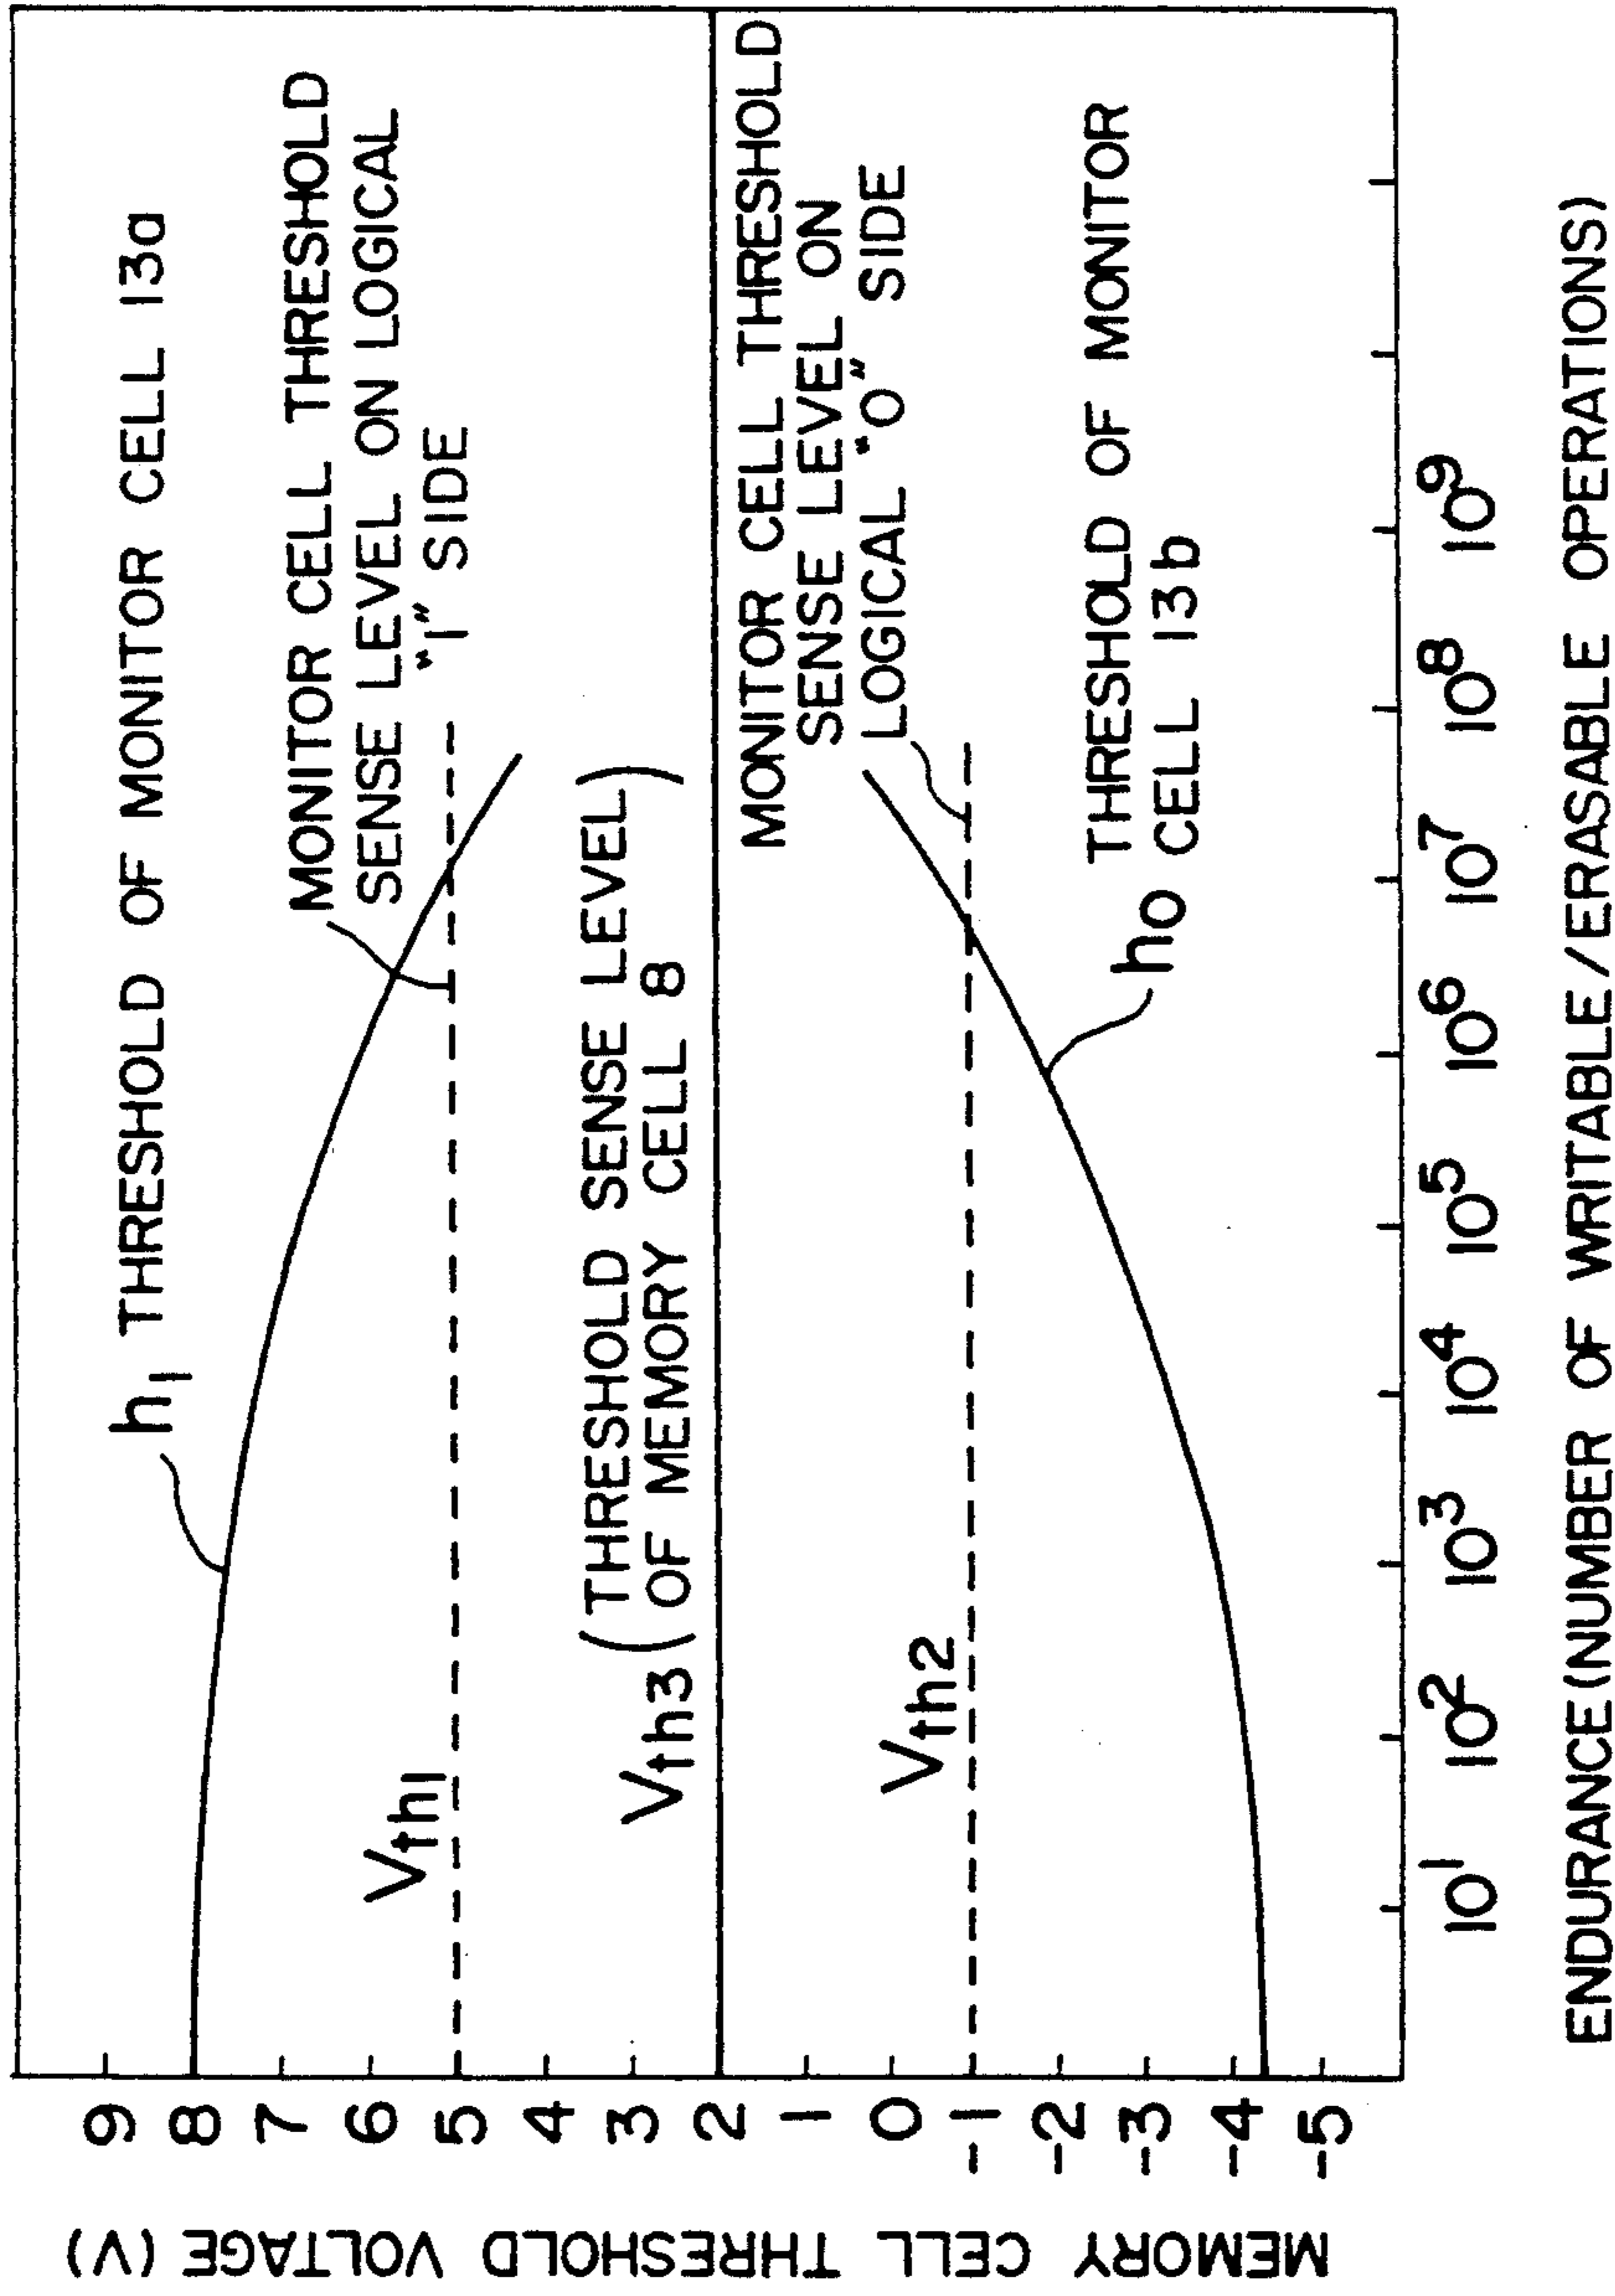 MEMORY CELL THRESHOLD VOLTAGE (V)
9
8
7
6
5
4
3
2
1
0
-1
-2
-3
-4
-5
h1 THRESHOLD OF MONITOR CELL 13a
MONITOR CELL THRESHOLD
SENSE LEVEL ON LOGICAL
"1" SIDE
Vth1
Vth3 (THRESHOLD SENSE LEVEL
OF MEMORY CELL 8)
MONITOR CELL THRESHOLD
SENSE LEVEL ON
LOGICAL "0" SIDE
Vth2
THRESHOLD OF MONITOR
h0 CELL 13b
10^1 10^2 10^3 10^4 10^5 10^6 10^7 10^8 10^9
ENDURANCE (NUMBER OF WRITABLE/ERASABLE OPERATIONS)